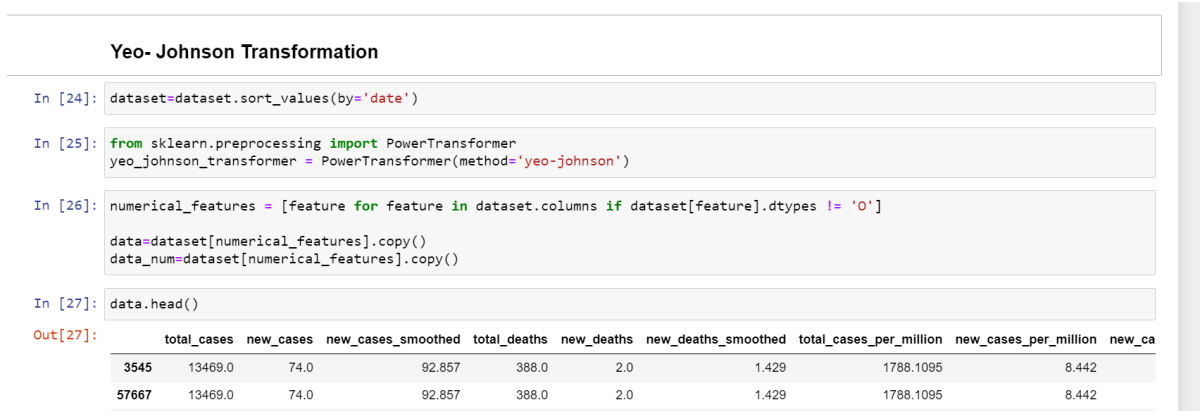 Yeo- Johnson Transformation
In [24]: dataset=dataset.sort_values(by='date')
In [25]: from sklearn.preprocessing import PowerTransformer
yeo_johnson_transformer = PowerTransformer(method='yeo-johnson')
In [26]: numerical_features = [feature for feature in dataset.columns if dataset[feature].dtypes != 'O']
data=dataset[numerical_features].copy()
data_num=dataset[numerical_features].copy()
In [27]: data.head()
Out[27]:
total_cases new_cases new_cases_smoothed total_deaths new_deaths new_deaths_smoothed total_cases_per_million new_cases_per_million new_ca
3545 13469.0 74.0 92.857 388.0 2.0 1.429 1788.1095 8.442
57667 13469.0 74.0 92.857 388.0 2.0 1.429 1788.1095 8.442